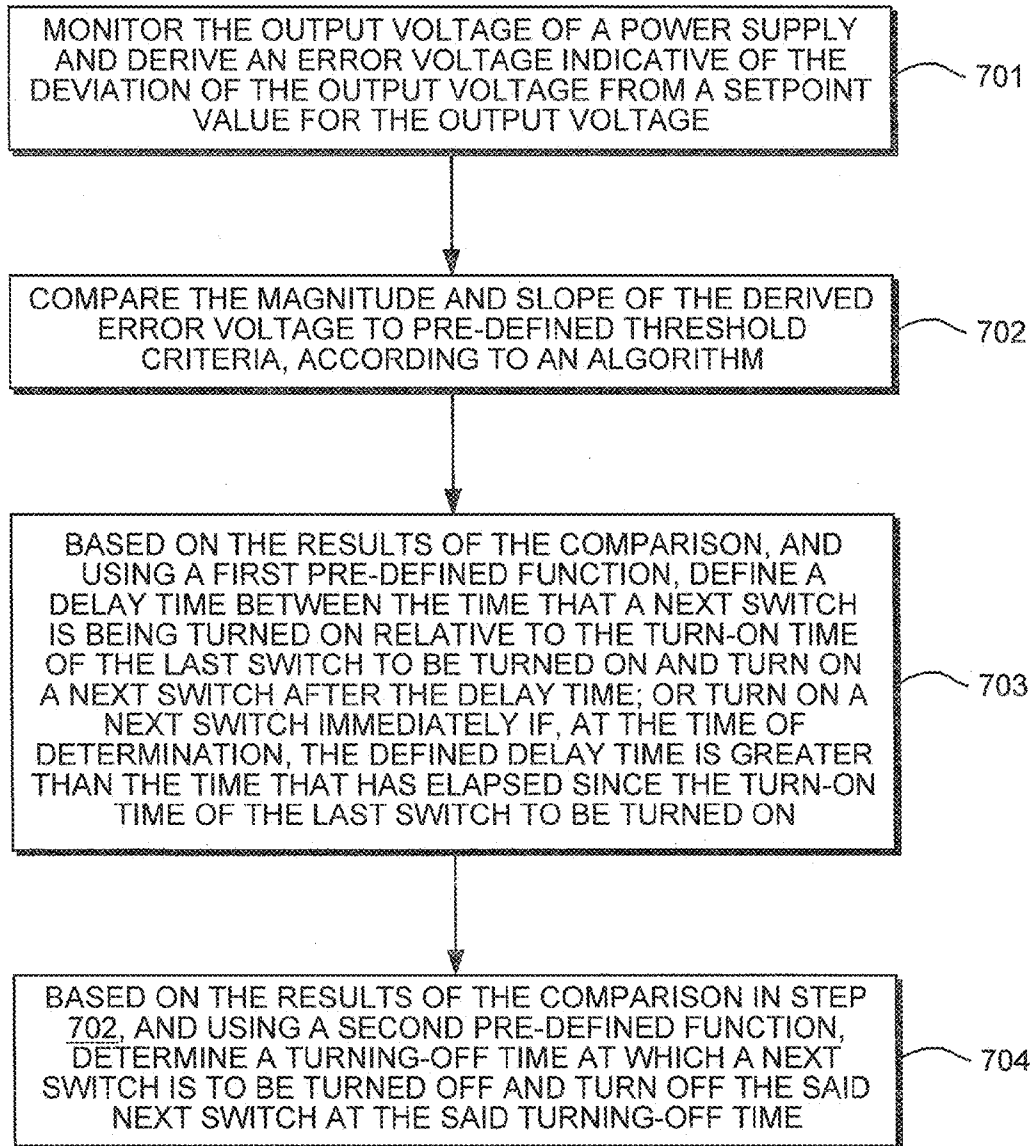 MONITOR THE OUTPUT VOLTAGE OF A POWER SUPPLY
AND DERIVE AN ERROR VOLTAGE INDICATIVE OF THE
DEVIATION OF THE OUTPUT VOLTAGE FROM A SETPOINT
VALUE FOR THE OUTPUT VOLTAGE
701
COMPARE THE MAGNITUDE AND SLOPE OF THE DERIVED
ERROR VOLTAGE TO PRE-DEFINED THRESHOLD
CRITERIA, ACCORDING TO AN ALGORITHM
702
BASED ON THE RESULTS OF THE COMPARISON, AND
USING A FIRST PRE-DEFINED FUNCTION, DEFINE A
DELAY TIME BETWEEN THE TIME THAT A NEXT SWITCH
IS BEING TURNED ON RELATIVE TO THE TURN-ON TIME
OF THE LAST SWITCH TO BE TURNED ON AND TURN ON
A NEXT SWITCH AFTER THE DELAY TIME; OR TURN ON A
NEXT SWITCH IMMEDIATELY IF, AT THE TIME OF
DETERMINATION, THE DEFINED DELAY TIME IS GREATER
THAN THE TIME THAT HAS ELAPSED SINCE THE TURN-ON
TIME OF THE LAST SWITCH TO BE TURNED ON
703
BASED ON THE RESULTS OF THE COMPARISON IN STEP
702, AND USING A SECOND PRE-DEFINED FUNCTION,
DETERMINE A TURNING-OFF TIME AT WHICH A NEXT
SWITCH IS TO BE TURNED OFF AND TURN OFF THE SAID
NEXT SWITCH AT THE SAID TURNING-OFF TIME
704